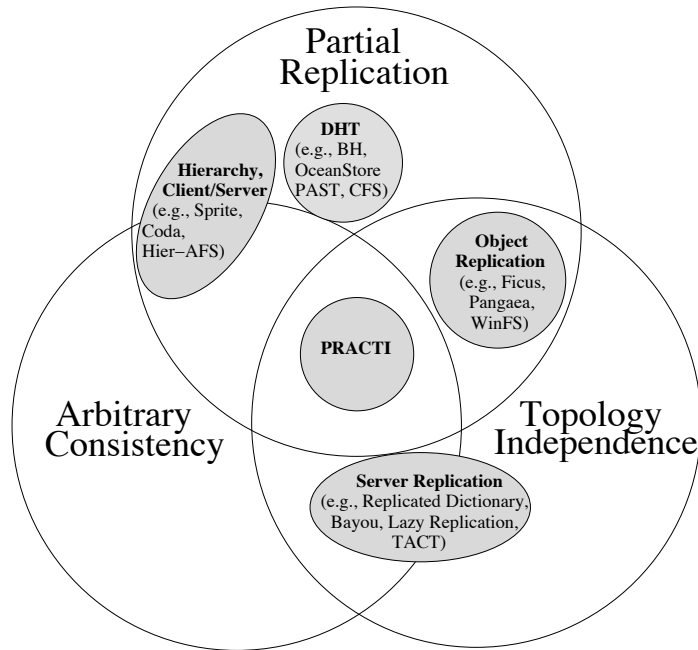 Partial
Replication
DHT
(e.g., BH,
OceanStore
PAST, CFS)
Hierarchy,
Client/Server
(e.g., Sprite,
Coda,
Hier−AFS)
Object
Replication
(e.g., Ficus,
Pangaea,
WinFS)
PRACTI
Arbitrary
Consistency
Topology
Independence
Server Replication
(e.g., Replicated Dictionary,
Bayou, Lazy Replication,
TACT)